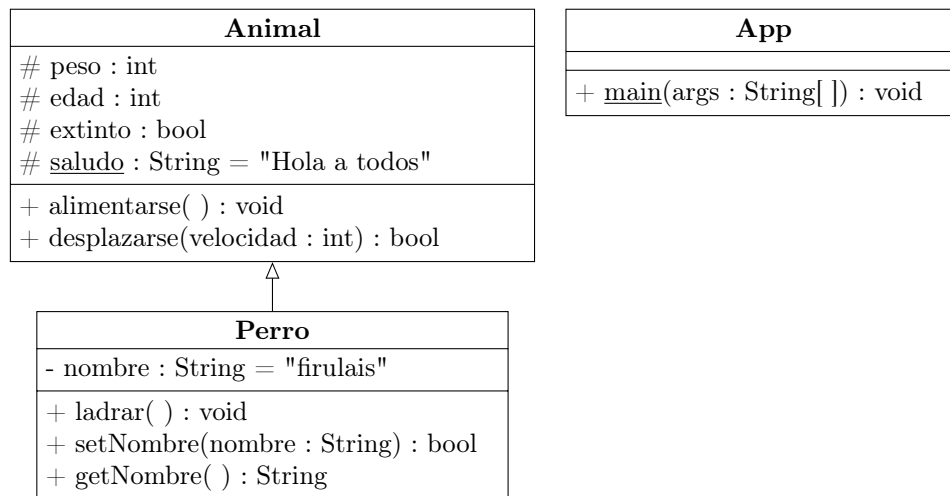 Animal
# peso : int
# edad : int
# extinto : bool
# saludo : String = "Hola a todos"
+ alimentarse( ) : void
+ desplazarse(velocidad : int) : bool
App
+ main(args : String[ ]) : void
Perro
- nombre : String = "firulais"
+ ladrar( ) : void
+ setNombre(nombre : String) : bool
+ getNombre( ) : String